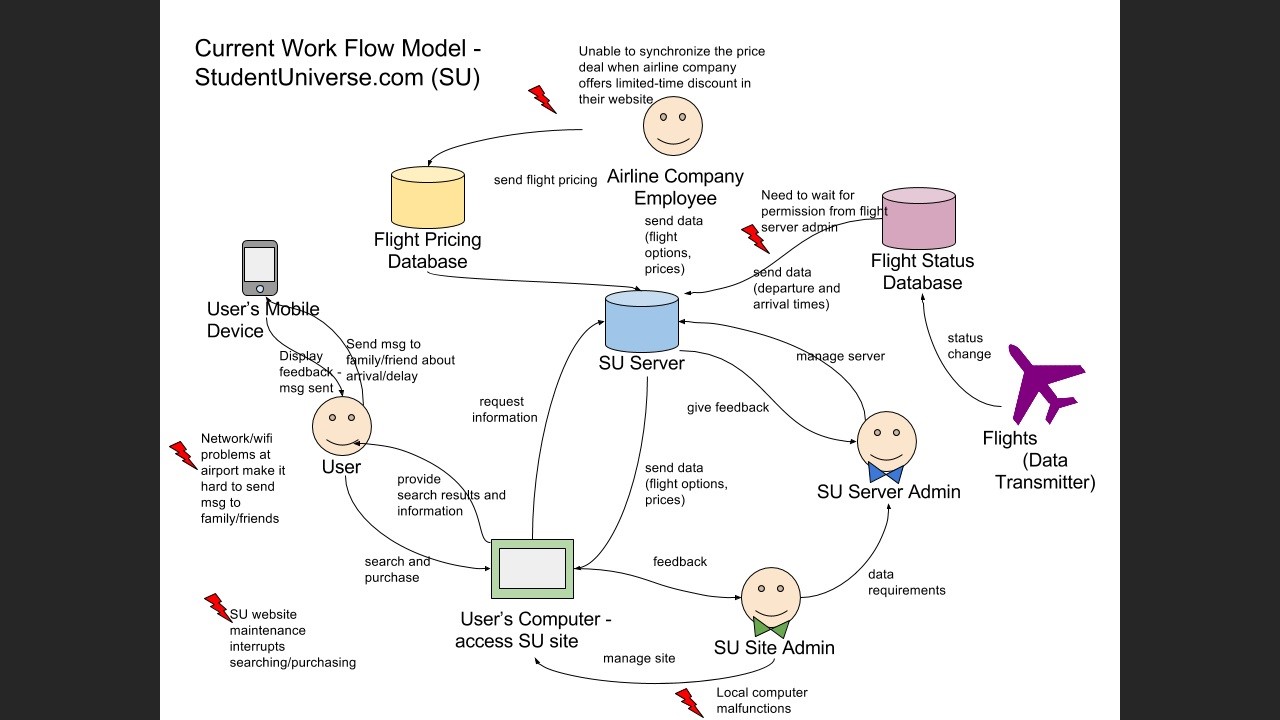 Current Work Flow Model -
StudentUniverse.com (SU)
Unable to synchronize the price
deal when airline company
offers limited-time discount in
their website
send flight pricing
Airline Company
Employee
Flight Pricing
Database
send data
(flight
options,
prices)
Need to wait for
permission from flight
server admin
send data
(departure and
arrival times)
Flight Status
Database
User's Mobile
Device
Display
feedback -
msg sent
Send msg to
family/friend about
arrival/delay
SU Server
manage server
status
change
request
information
give feedback
Flights
(Data
Transmitter)
Network/wifi
problems at
airport make it
hard to send
msg to
family/friends
User
provide
search results and
information
send data
(flight options,
prices)
SU Server Admin
search and
purchase
feedback
data
requirements
SU website
maintenance
interrupts
searching/purchasing
User's Computer -
access SU site
SU Site Admin
manage site
Local computer
malfunctions